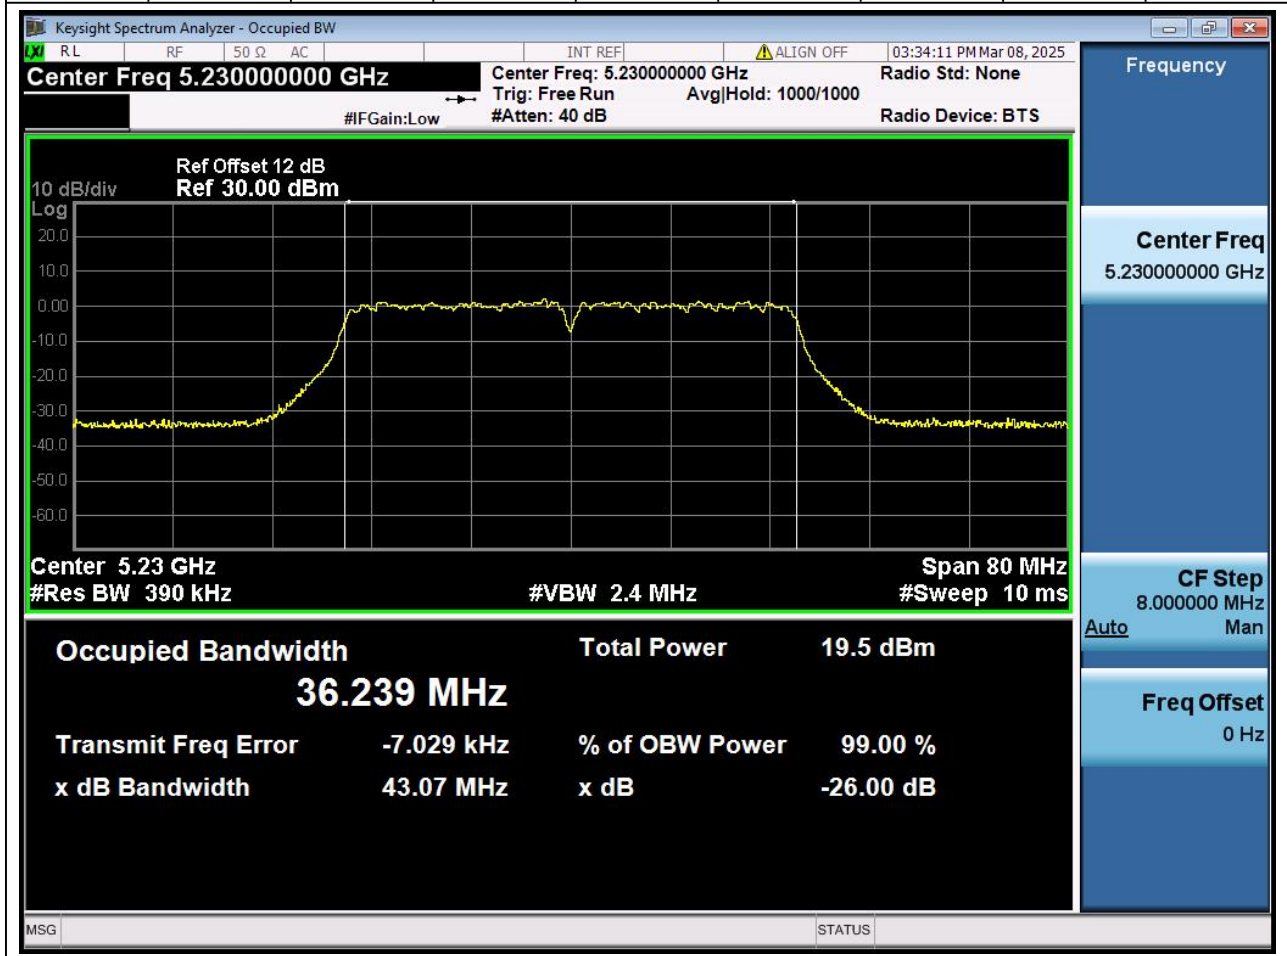 Keysight Spectrum Analyzer - Occupied BW
LXI RL RF 50 Ω AC INT REF ALIGN OFF 03:34:11 PM Mar 08, 2025
Center Freq 5.230000000 GHz
Center Freq: 5.230000000 GHz Radio Std: None
Trig: Free Run Avg|Hold: 1000/1000
#IFGain:Low #Atten: 40 dB Radio Device: BTS
Ref Offset 12 dB
10 dB/div Ref 30.00 dBm
Log
20.0
10.0
0.00
-10.0
-20.0
-30.0
-40.0
-50.0
-60.0
Center 5.23 GHz Span 80 MHz
#Res BW 390 kHz #VBW 2.4 MHz #Sweep 10 ms
Occupied Bandwidth Total Power 19.5 dBm
36.239 MHz
Transmit Freq Error -7.029 kHz % of OBW Power 99.00 %
x dB Bandwidth 43.07 MHz x dB -26.00 dB
Frequency
Center Freq
5.230000000 GHz
CF Step
8.000000 MHz
Auto Man
Freq Offset
0 Hz
MSG STATUS